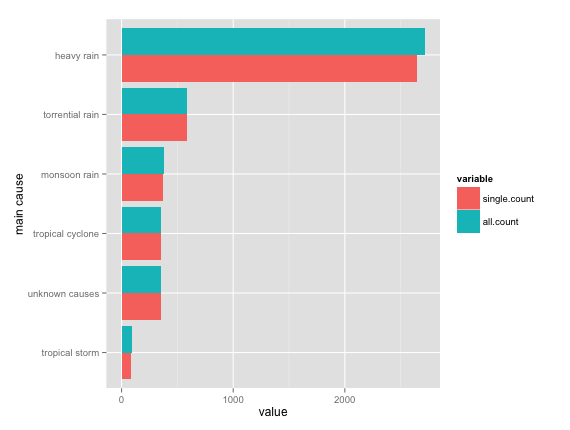 heavy rain
torrential rain
monsoon rain
tropical cyclone
unknown causes
tropical storm
main cause
0 1000 2000
value
variable
single.count
all.count